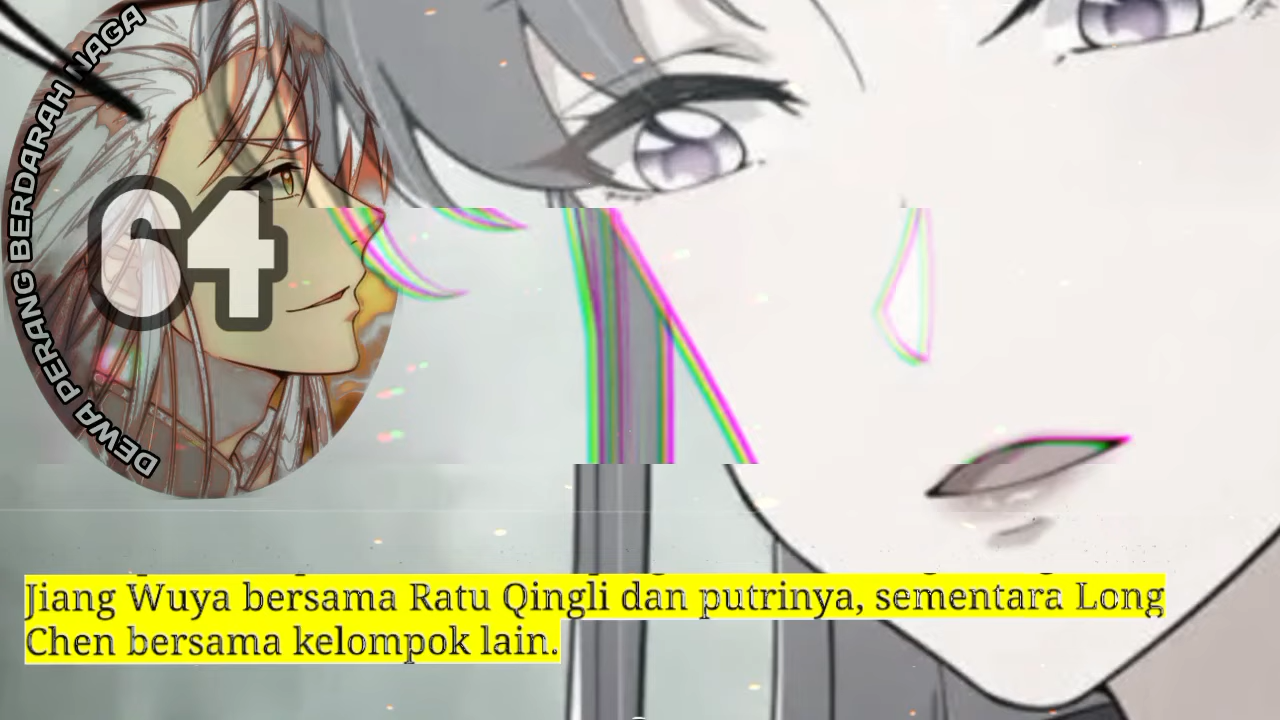 DEWA PERANG BERDARAH NAGA
64
Jiang Wuya bersama Ratu Qingli dan putrinya, sementara Long
Chen bersama kelompok lain.